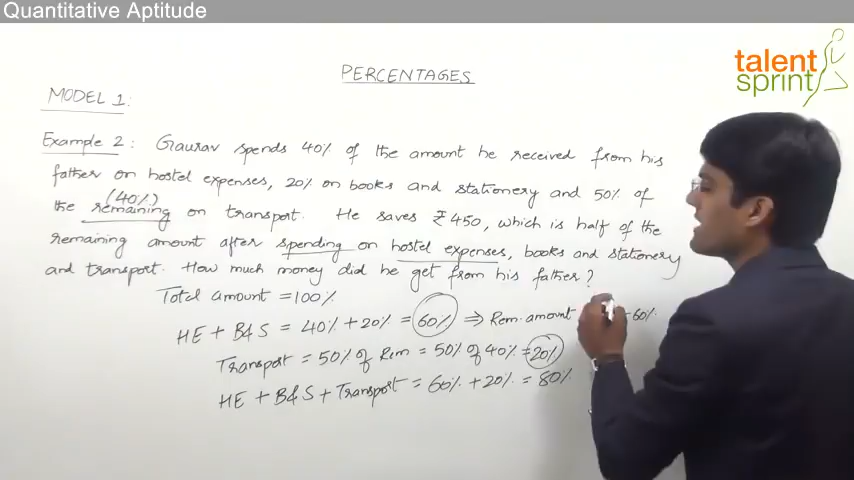 Quantitative Aptitude
talent
sprint
PERCENTAGES
MODEL 1:
Example 2: Gaurav spends 40% of the amount he received from his
father on hostel expenses, 20% on books and stationery and 50% of
(40%)
the remaining on transport. He saves ₹450, which is half of the
remaining amount after spending on hostel expenses, books and stationery
and transport. How much money did he get from his father?
Total amount = 100%
HE + B&S = 40% + 20% = 60% ⇒ Rem. amount - 60%
Transport = 50% of Rem = 50% of 40% = 20%
HE + B&S + Transport = 60% + 20% = 80%